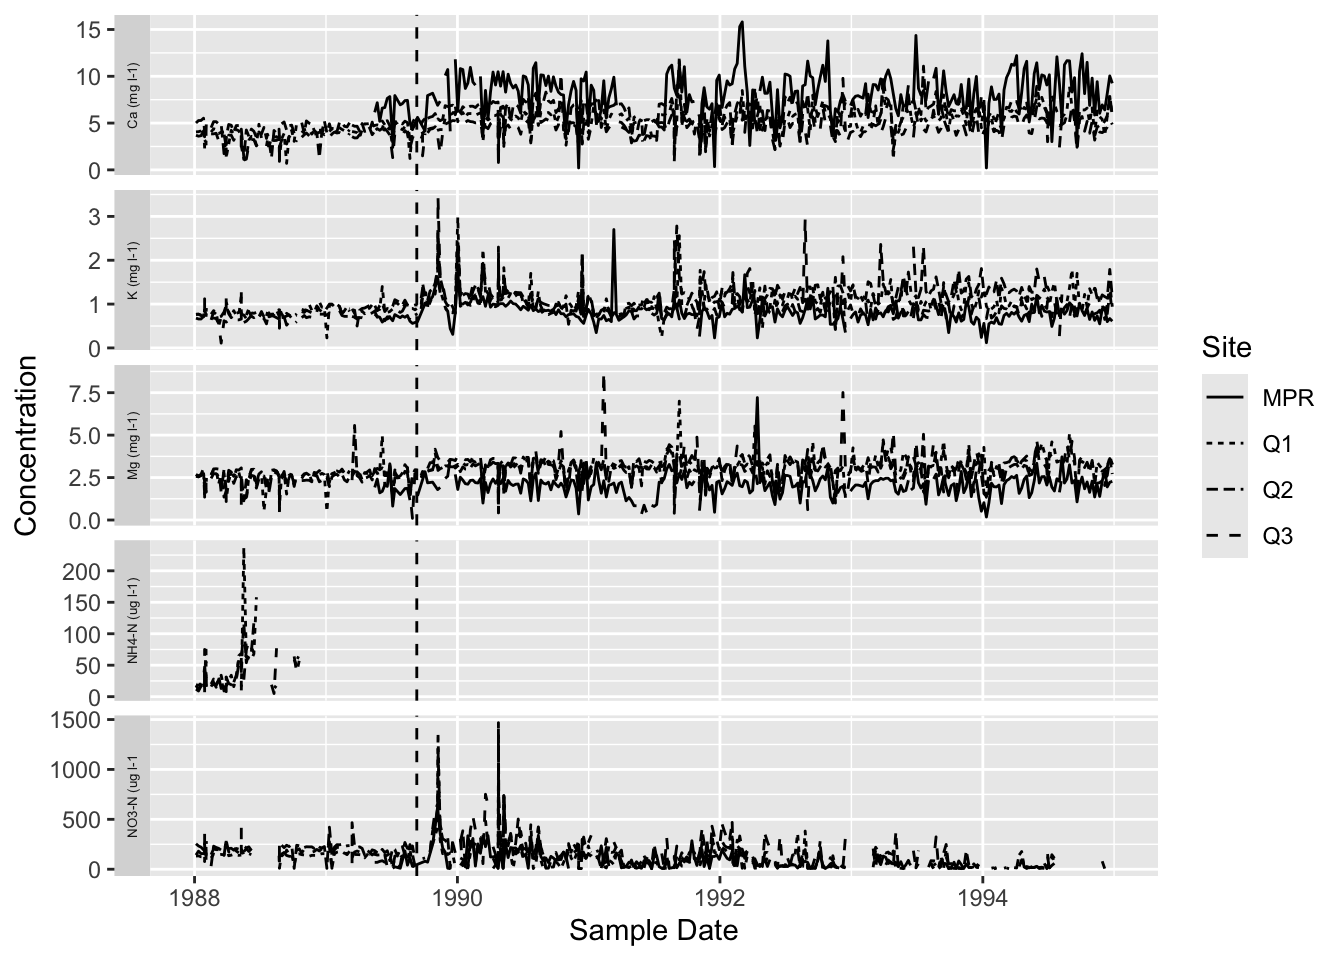 15
10
5
0
Ca (mg l-1)
3
2
1
0
K (mg l-1)
7.5
5.0
2.5
0.0
Mg (mg l-1)
200
150
100
50
0
NH4-N (ug l-1)
1500
1000
500
0
NO3-N (ug l-1
Concentration
1988
1990
1992
1994
Sample Date
Site
MPR
Q1
Q2
Q3